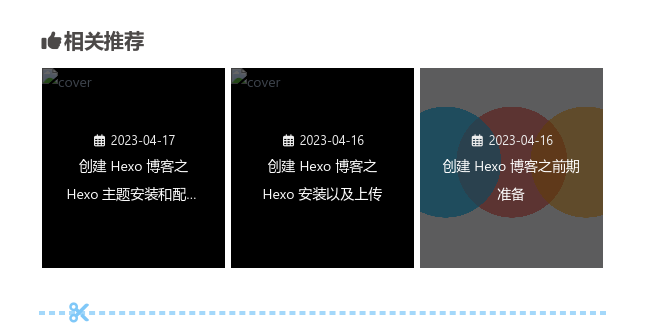 相关推荐
cover
2023-04-17
创建 Hexo 博客之
Hexo 主题安装和配...
cover
2023-04-16
创建 Hexo 博客之
Hexo 安装以及上传
2023-04-16
创建 Hexo 博客之前期
准备